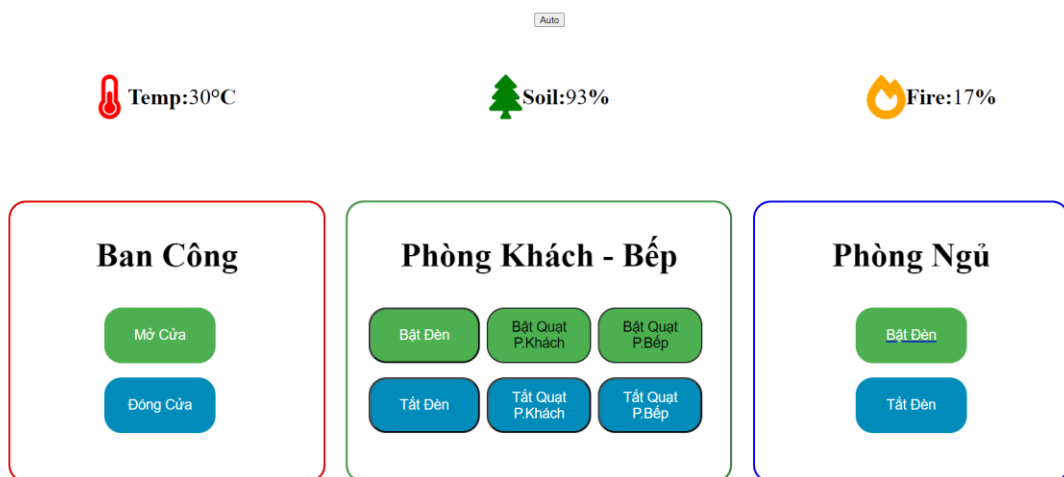 Auto
Temp:30°C
Soil:93%
Fire:17%
Ban Công
Mở Cửa
Đóng Cửa
Phòng Khách - Bếp
Bật Đèn
Bật Quạt
P.Khách
Bật Quạt
P.Bếp
Tắt Đèn
Tắt Quạt
P.Khách
Tắt Quạt
P.Bếp
Phòng Ngủ
Bật Đèn
Tắt Đèn